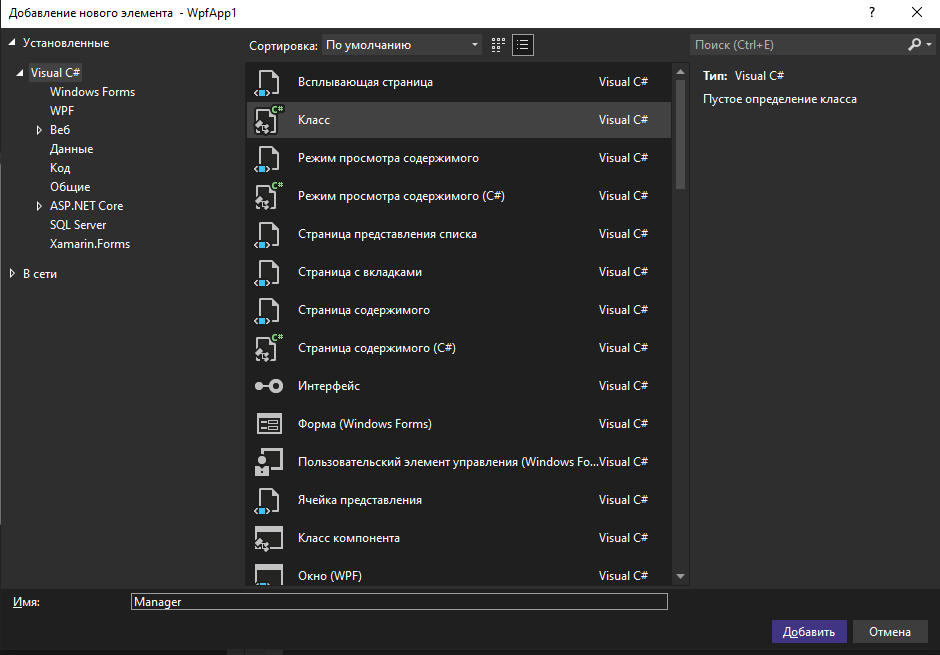 Добавление нового элемента - WpfApp1
?
Установленные
Visual C#
Windows Forms
WPF
Веб
Данные
Код
Общие
ASP.NET Core
SQL Server
Xamarin.Forms
В сети
Сортировка: По умолчанию
Всплывающая страница Visual C#
Класс Visual C#
Режим просмотра содержимого Visual C#
Режим просмотра содержимого (C#) Visual C#
Страница представления списка Visual C#
Страница с вкладками Visual C#
Страница содержимого Visual C#
Страница содержимого (C#) Visual C#
Интерфейс Visual C#
Форма (Windows Forms) Visual C#
Пользовательский элемент управления (Windows Fo... Visual C#
Ячейка представления Visual C#
Класс компонента Visual C#
Окно (WPF) Visual C#
Поиск (Ctrl+E)
Тип: Visual C#
Пустое определение класса
Имя: Manager
Добавить Отмена